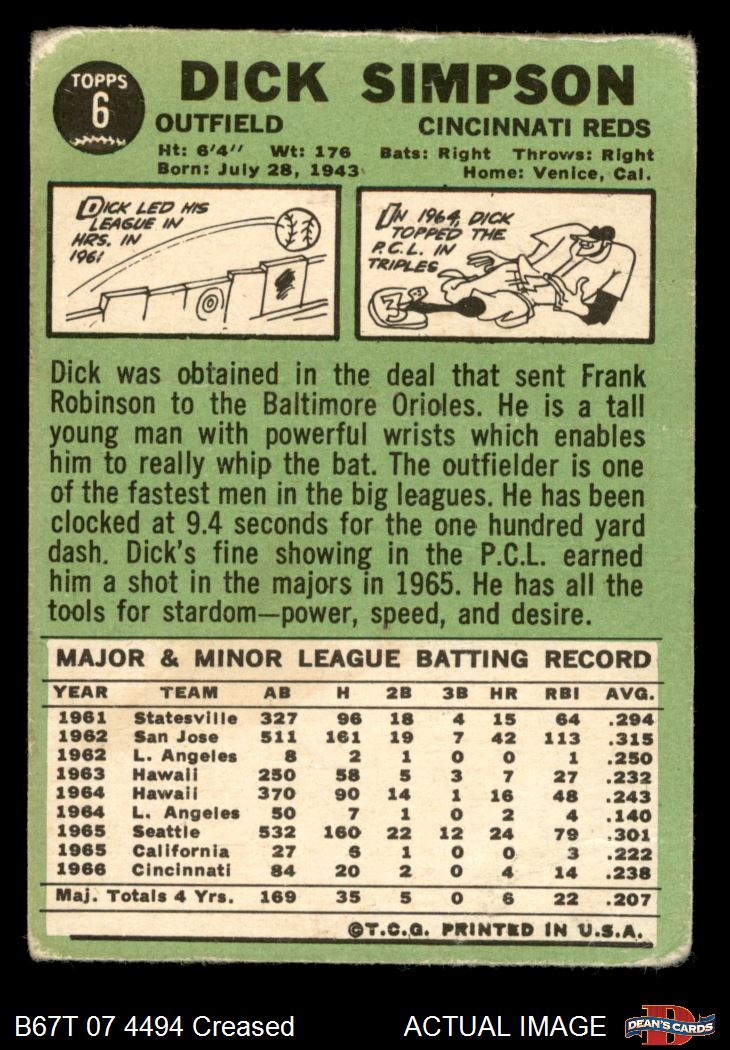 TOPPS
6
DICK SIMPSON
OUTFIELD CINCINNATI REDS
Ht: 6'4" Wt: 176 Bats: Right Throws: Right
Born: July 28, 1943 Home: Venice, Cal.
DICK LED HIS
LEAGUE IN
HRS. IN
1961
IN 1964, DICK
TOPPED THE
P.C.L. IN
TRIPLES
3
Dick was obtained in the deal that sent Frank
Robinson to the Baltimore Orioles. He is a tall
young man with powerful wrists which enables
him to really whip the bat. The outfielder is one
of the fastest men in the big leagues. He has been
clocked at 9.4 seconds for the one hundred yard
dash. Dick's fine showing in the P.C.L. earned
him a shot in the majors in 1965. He has all the
tools for stardom—power, speed, and desire.
MAJOR & MINOR LEAGUE BATTING RECORD
YEAR TEAM AB H 2B 3B HR RBI AVG.
1961 Statesville 327 96 18 4 15 64 .294
1962 San Jose 511 161 19 7 42 113 .315
1962 L. Angeles 8 2 1 0 0 1 .250
1963 Hawaii 250 58 5 3 7 27 .232
1964 Hawaii 370 90 14 1 16 48 .243
1964 L. Angeles 50 7 1 0 2 4 .140
1965 Seattle 532 160 22 12 24 79 .301
1965 California 27 6 1 0 0 3 .222
1966 Cincinnati 84 20 2 0 4 14 .238
Maj. Totals 4 Yrs. 169 35 5 0 6 22 .207
©T.C.G. PRINTED IN U.S.A.
B67T 07 4494 Creased ACTUAL IMAGE
D
DEAN'S CARDS